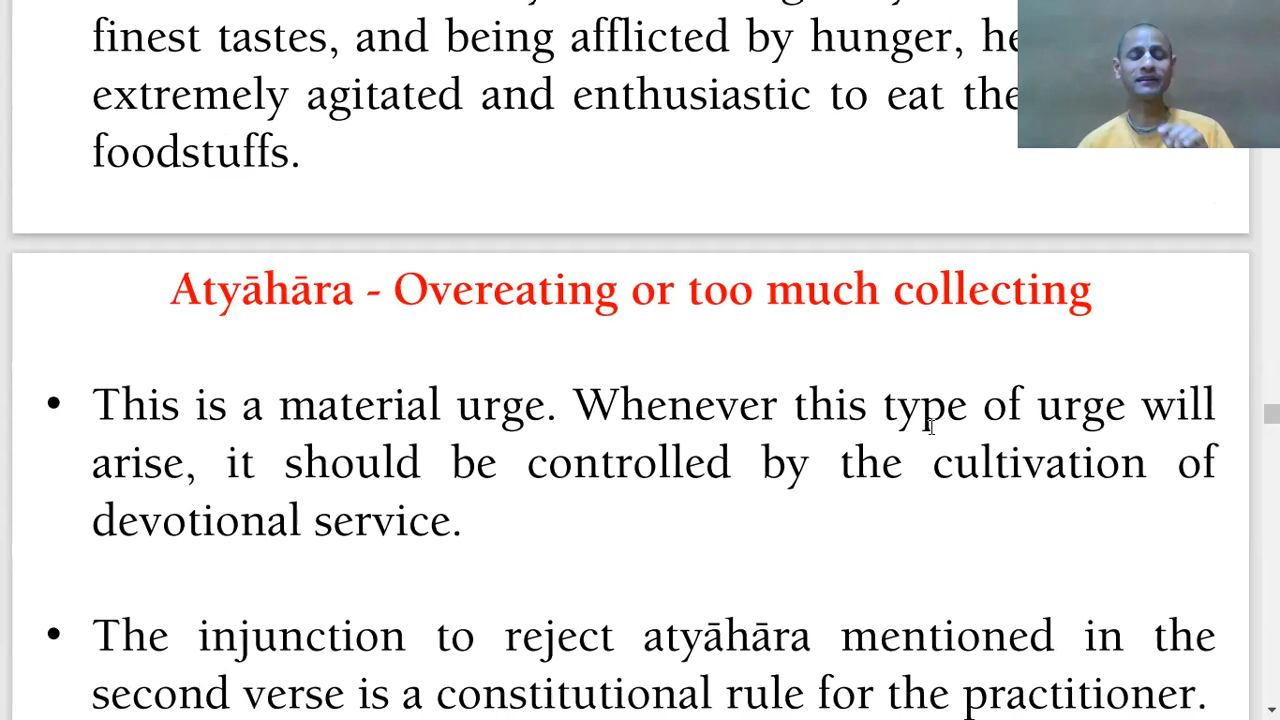 finest tastes, and being afflicted by hunger, he
extremely agitated and enthusiastic to eat the
foodstuffs.
Atyāhāra - Overeating or too much collecting
• This is a material urge. Whenever this type of urge will
arise, it should be controlled by the cultivation of
devotional service.
• The injunction to reject atyāhāra mentioned in the
second verse is a constitutional rule for the practitioner.